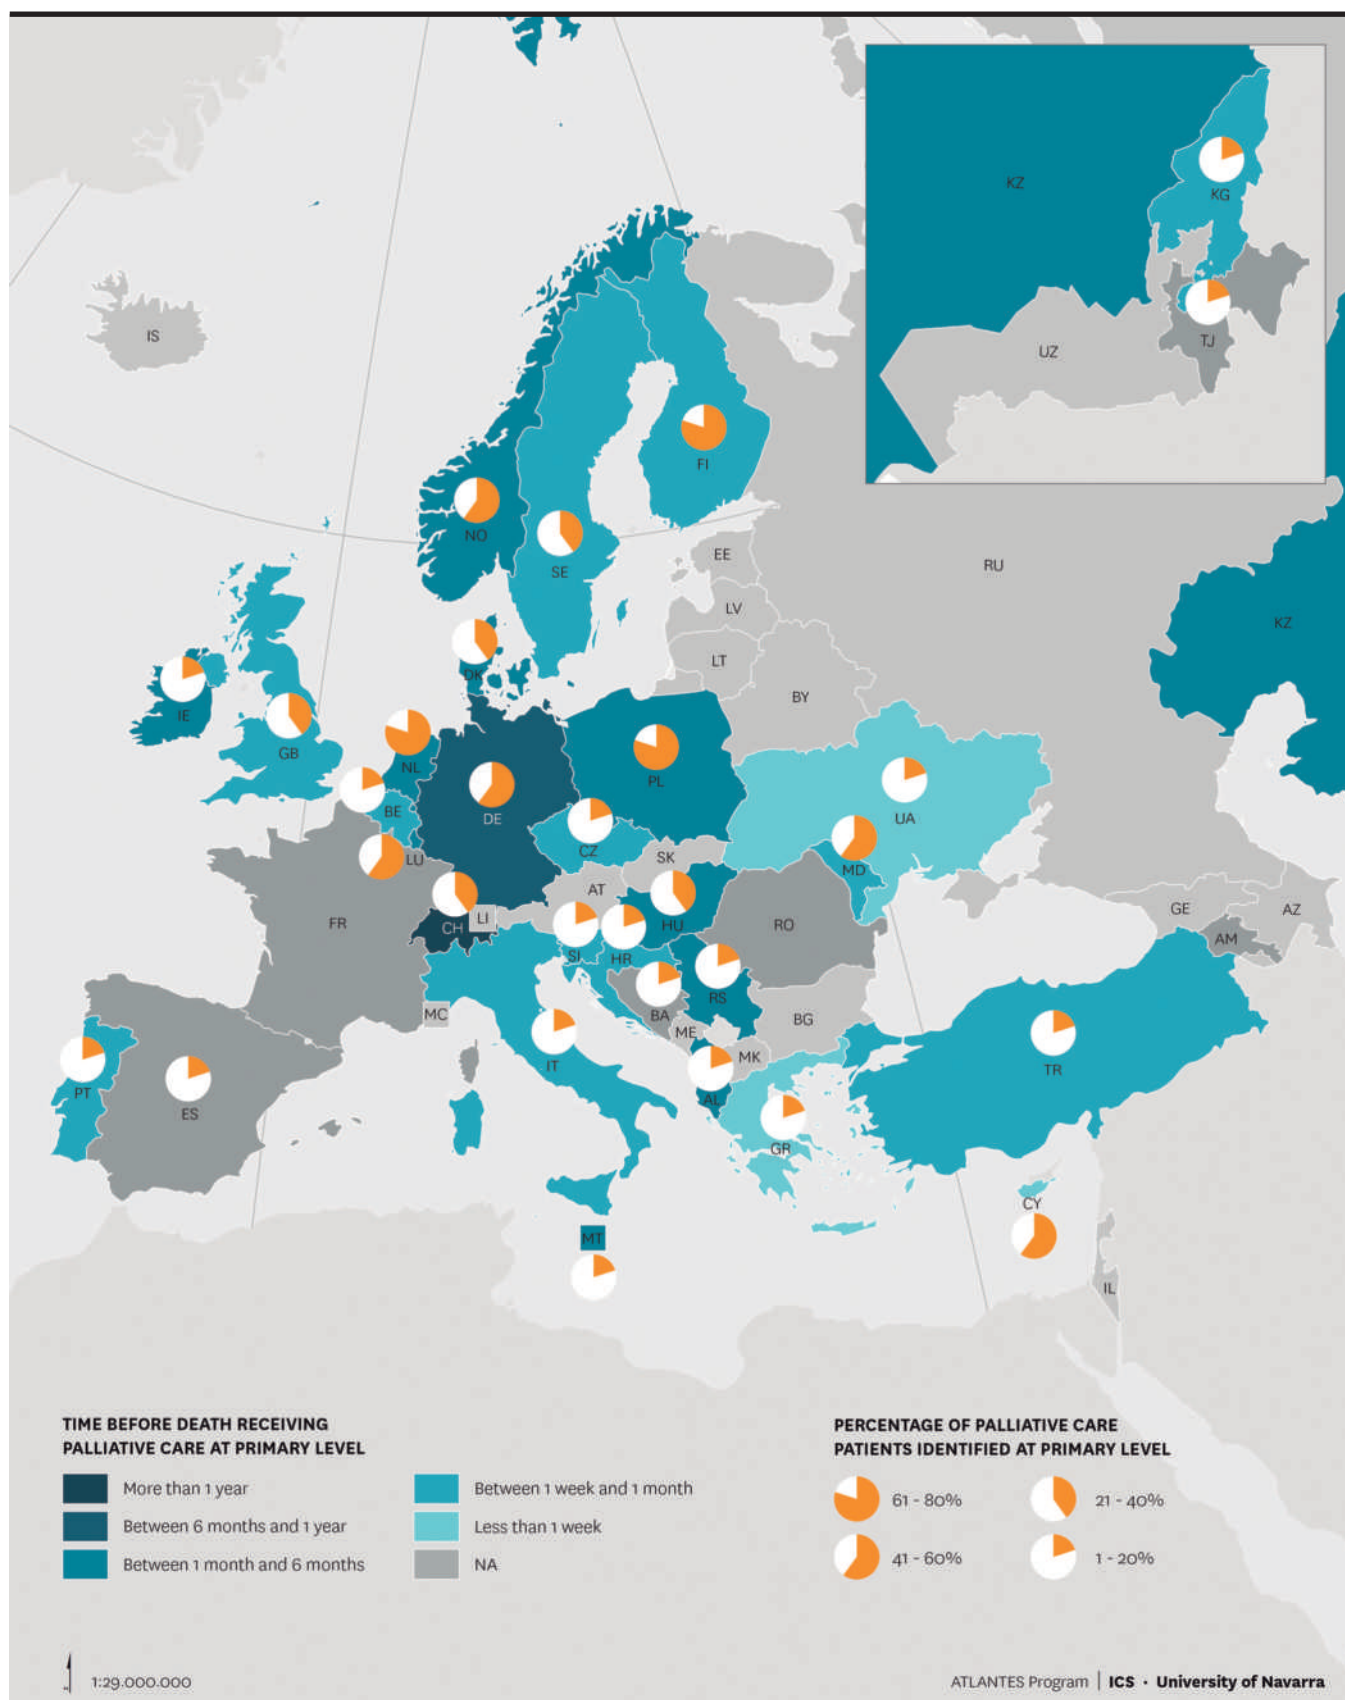 KZ
KG
IS
UZ
TJ
FI
NO
SE
EE
RU
LV
KZ
LT
DK
BY
IE
GB
NL
PL
BE
DE
UA
CZ
LU
SK
MD
AT
FR
CH
LI
HU
RO
GE
AZ
AM
SI
HR
RS
BA
MC
ME
BG
MK
IT
TR
PT
ES
AL
GR
CY
MT
IL
TIME BEFORE DEATH RECEIVING
PALLIATIVE CARE AT PRIMARY LEVEL
More than 1 year
Between 6 months and 1 year
Between 1 month and 6 months
Between 1 week and 1 month
Less than 1 week
NA
PERCENTAGE OF PALLIATIVE CARE
PATIENTS IDENTIFIED AT PRIMARY LEVEL
61 - 80%
41 - 60%
21 - 40%
1 - 20%
1:29.000.000
ATLANTES Program | ICS · University of Navarra